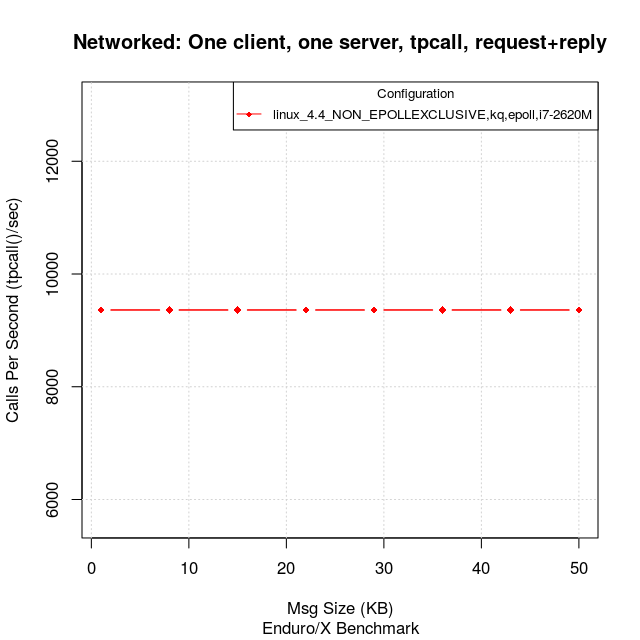 Networked: One client, one server, tpcall, request+reply
Configuration
linux_4.4_NON_EPOLLEXCLUSIVE,kq,epoll,i7-2620M
Calls Per Second (tpcall()/sec)
12000
10000
8000
6000
0 10 20 30 40 50
Msg Size (KB)
Enduro/X Benchmark